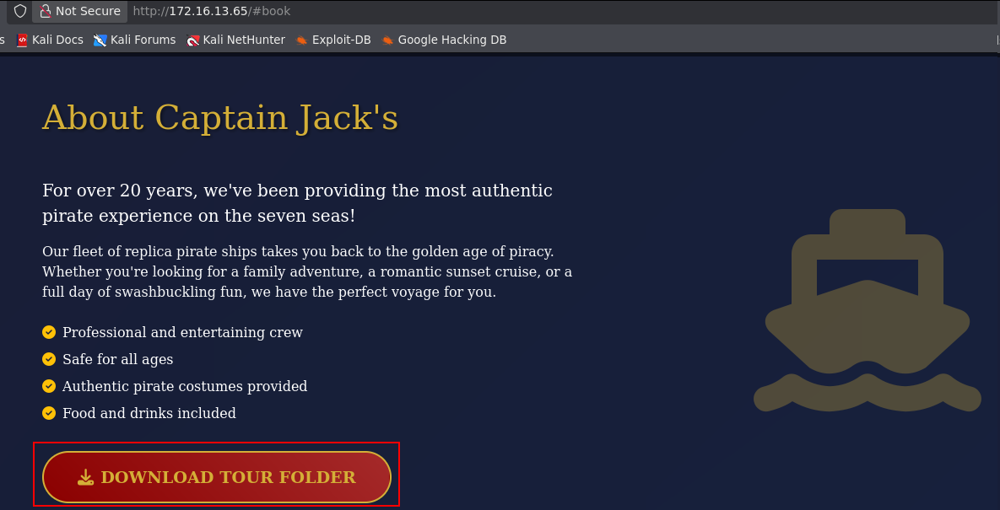 Not Secure http://172.16.13.65/#book
s Kali Docs Kali Forums Kali NetHunter Exploit-DB Google Hacking DB
About Captain Jack's
For over 20 years, we've been providing the most authentic
pirate experience on the seven seas!
Our fleet of replica pirate ships takes you back to the golden age of piracy.
Whether you're looking for a family adventure, a romantic sunset cruise, or a
full day of swashbuckling fun, we have the perfect voyage for you.
Professional and entertaining crew
Safe for all ages
Authentic pirate costumes provided
Food and drinks included
DOWNLOAD TOUR FOLDER